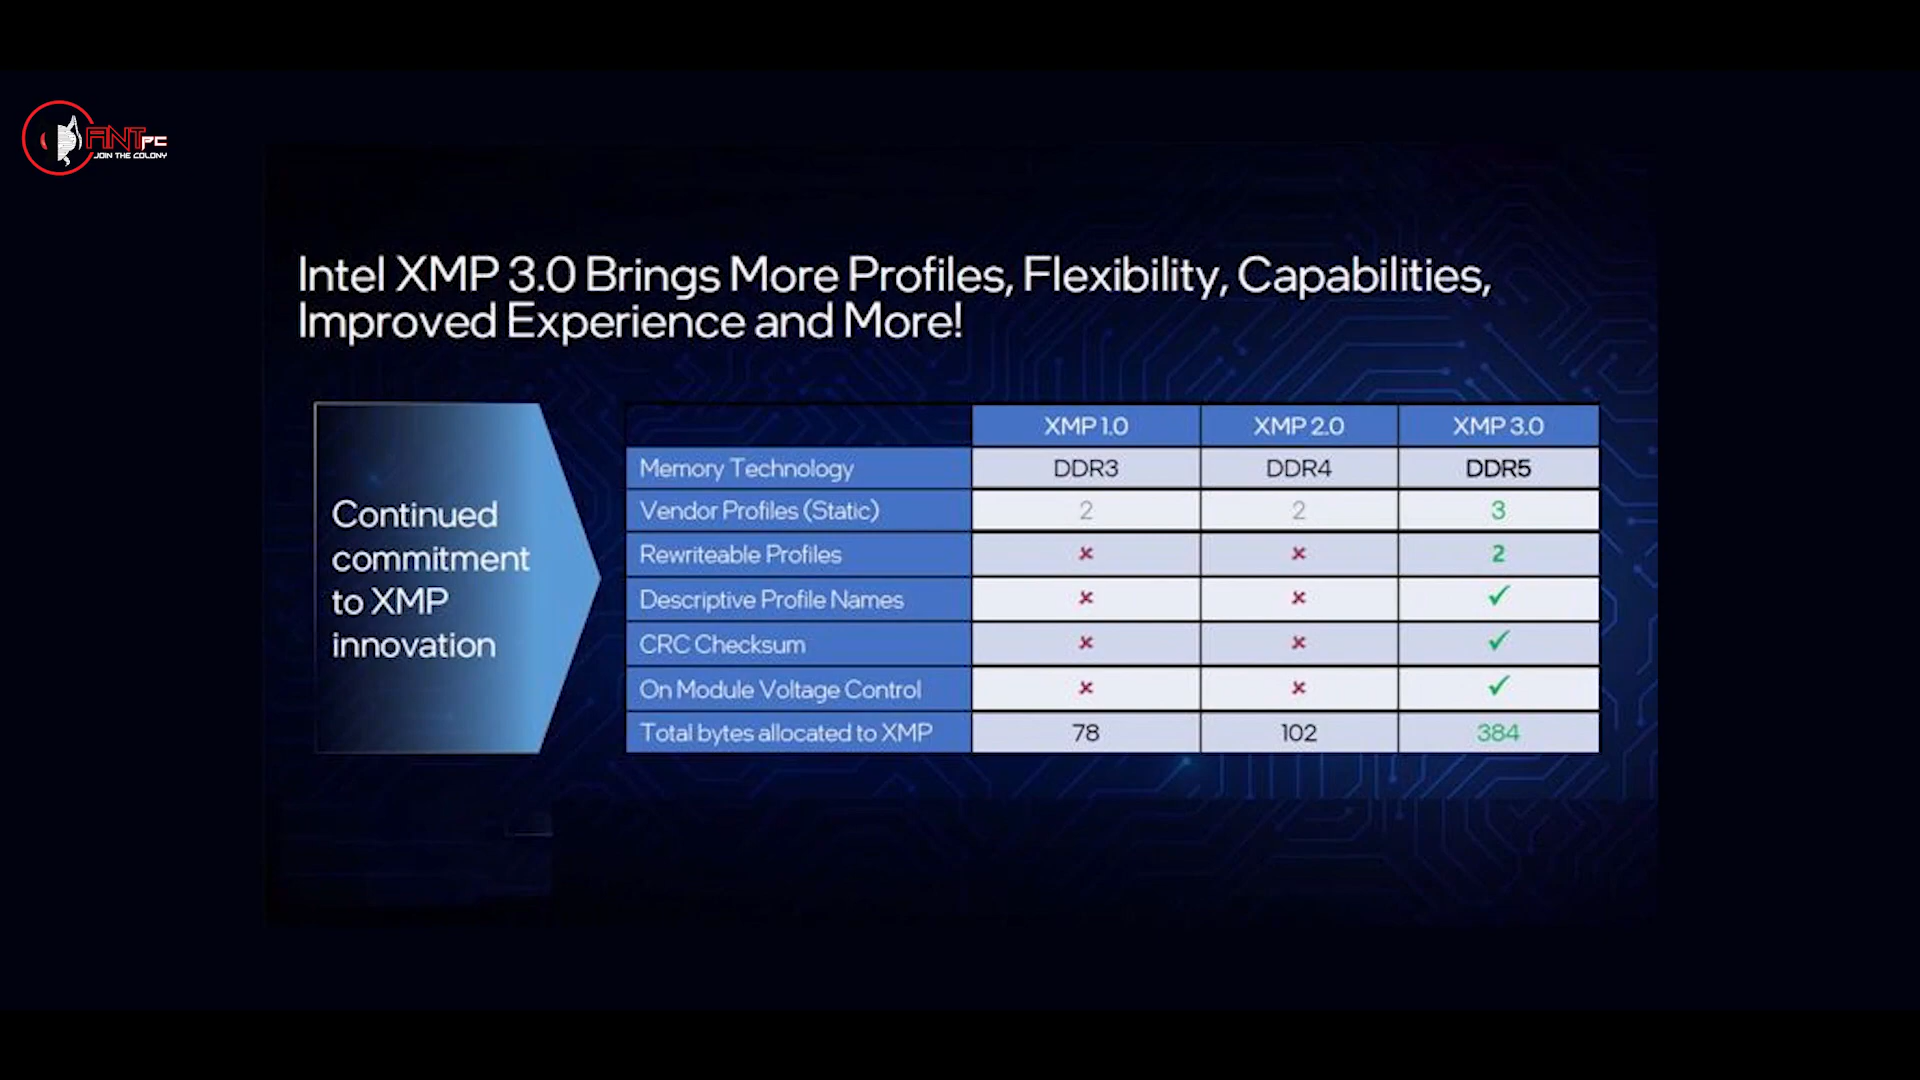 ANTPC
JOIN THE COLONY
Intel XMP 3.0 Brings More Profiles, Flexibility, Capabilities,
Improved Experience and More!
Continued
commitment
to XMP
innovation
XMP 1.0 XMP 2.0 XMP 3.0
Memory Technology DDR3 DDR4 DDR5
Vendor Profiles (Static) 2 2 3
Rewriteable Profiles × × 2
Descriptive Profile Names × × ✓
CRC Checksum × × ✓
On Module Voltage Control × × ✓
Total bytes allocated to XMP 78 102 384